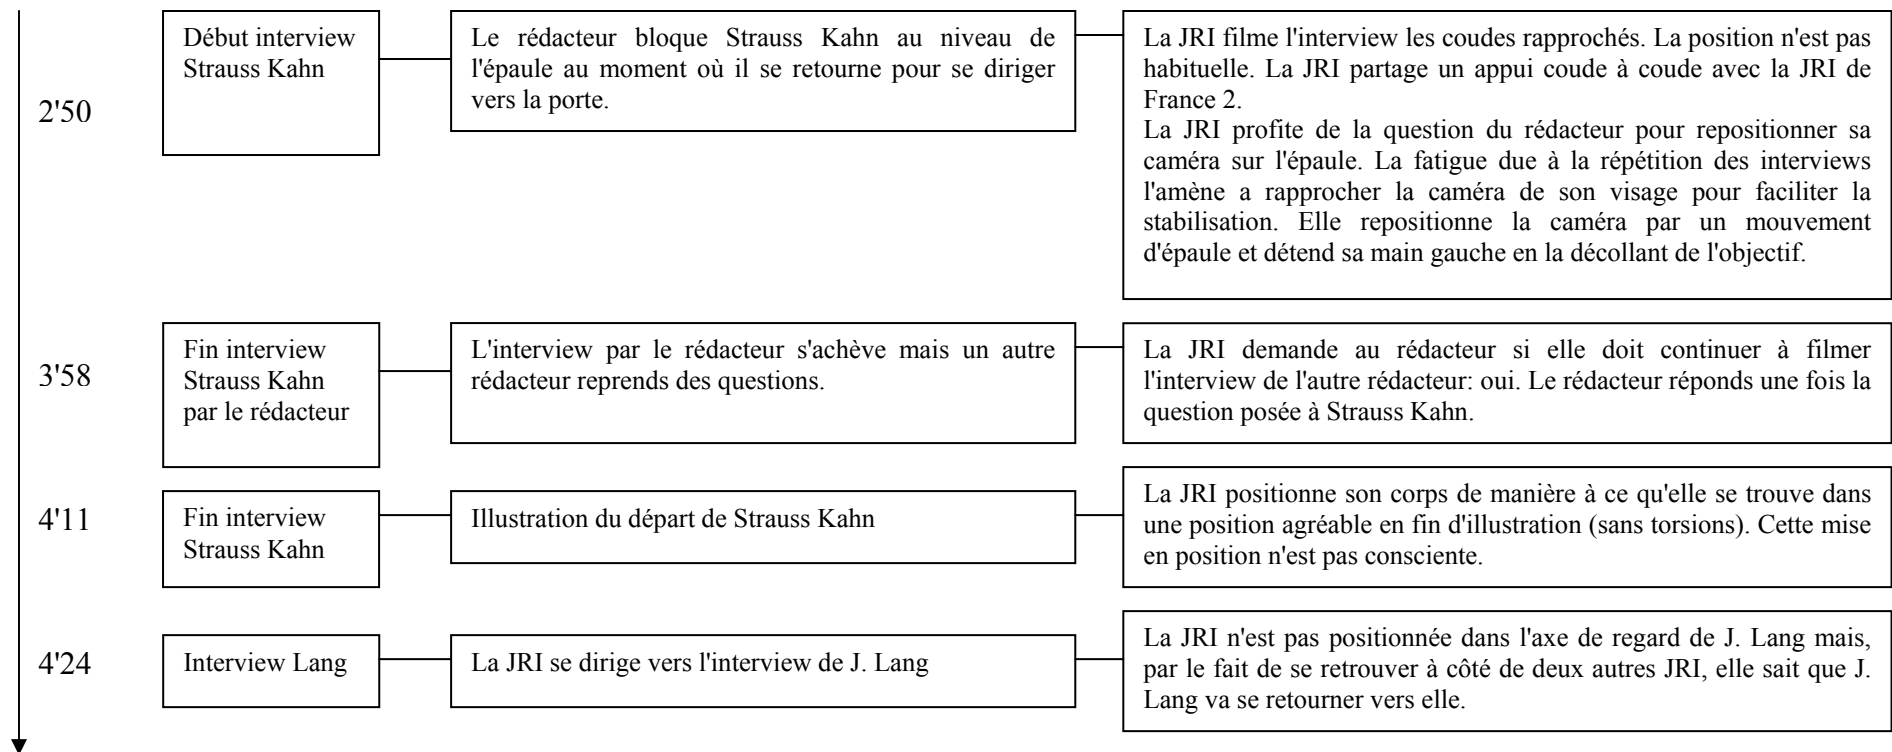 2'50
Début interview
Strauss Kahn
Le rédacteur bloque Strauss Kahn au niveau de
l'épaule au moment où il se retourne pour se diriger
vers la porte.
La JRI filme l'interview les coudes rapprochés. La position n'est pas
habituelle. La JRI partage un appui coude à coude avec la JRI de
France 2.
La JRI profite de la question du rédacteur pour repositionner sa
caméra sur l'épaule. La fatigue due à la répétition des interviews
l'amène a rapprocher la caméra de son visage pour faciliter la
stabilisation. Elle repositionne la caméra par un mouvement
d'épaule et détend sa main gauche en la décollant de l'objectif.
3'58
Fin interview
Strauss Kahn
par le rédacteur
L'interview par le rédacteur s'achève mais un autre
rédacteur reprends des questions.
La JRI demande au rédacteur si elle doit continuer à filmer
l'interview de l'autre rédacteur: oui. Le rédacteur réponds une fois la
question posée à Strauss Kahn.
4'11
Fin interview
Strauss Kahn
Illustration du départ de Strauss Kahn
La JRI positionne son corps de manière à ce qu'elle se trouve dans
une position agréable en fin d'illustration (sans torsions). Cette mise
en position n'est pas consciente.
4'24
Interview Lang
La JRI se dirige vers l'interview de J. Lang
La JRI n'est pas positionnée dans l'axe de regard de J. Lang mais,
par le fait de se retrouver à côté de deux autres JRI, elle sait que J.
Lang va se retourner vers elle.